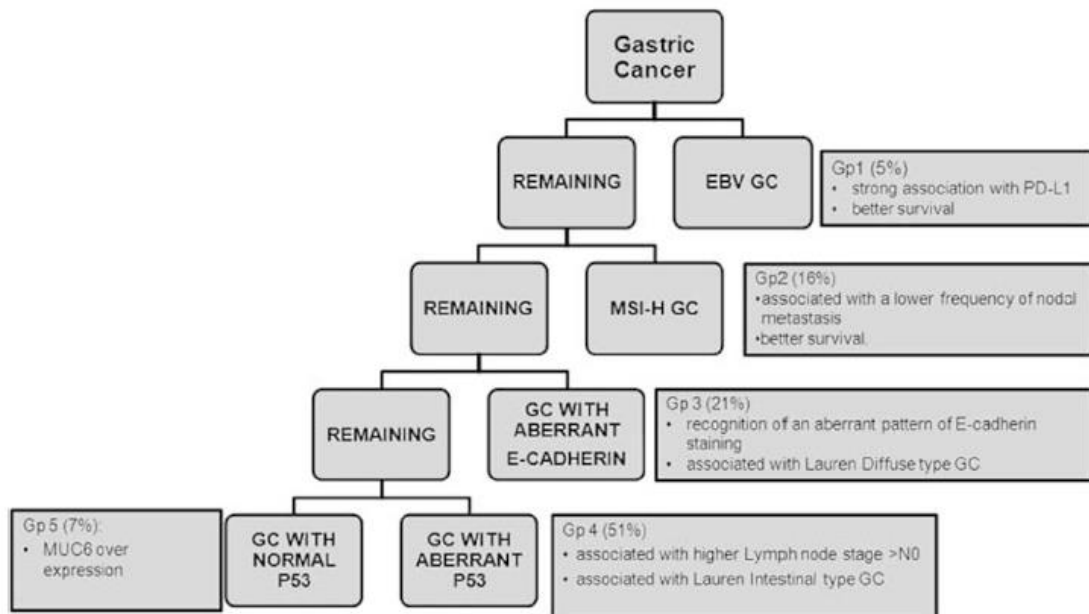 Gastric
Cancer
REMAINING
EBV GC
Gp1 (5%)
• strong association with PD-L1
• better survival
REMAINING
MSI-H GC
Gp2 (16%)
•associated with a lower frequency of nodal
metastasis
•better survival.
REMAINING
GC WITH
ABERRANT
E-CADHERIN
Gp 3 (21%)
• recognition of an aberrant pattern of E-cadherin
staining
• associated with Lauren Diffuse type GC
Gp 5 (7%):
• MUC6 over
expression
GC WITH
NORMAL
P53
GC WITH
ABERRANT
P53
Gp 4 (51%)
• associated with higher Lymph node stage >N0
• associated with Lauren Intestinal type GC